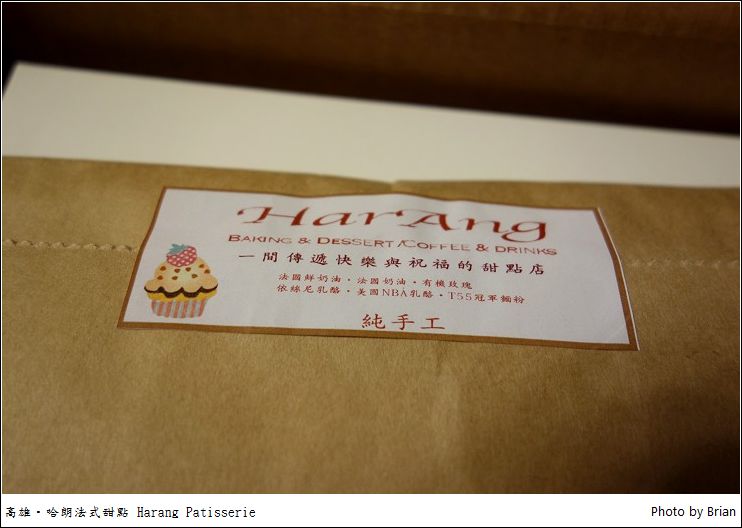 HarAng
BAKING & DESSERT/COFFEE & DRINKS
一間傳遞快樂與祝福的甜點店
法國鮮奶油·法國奶油·有機玫瑰
依絲尼乳酪·美國NBA乳酪·T55冠軍麵粉
純手工
高雄·哈朗法式甜點 Harang Patisserie
Photo by Brian